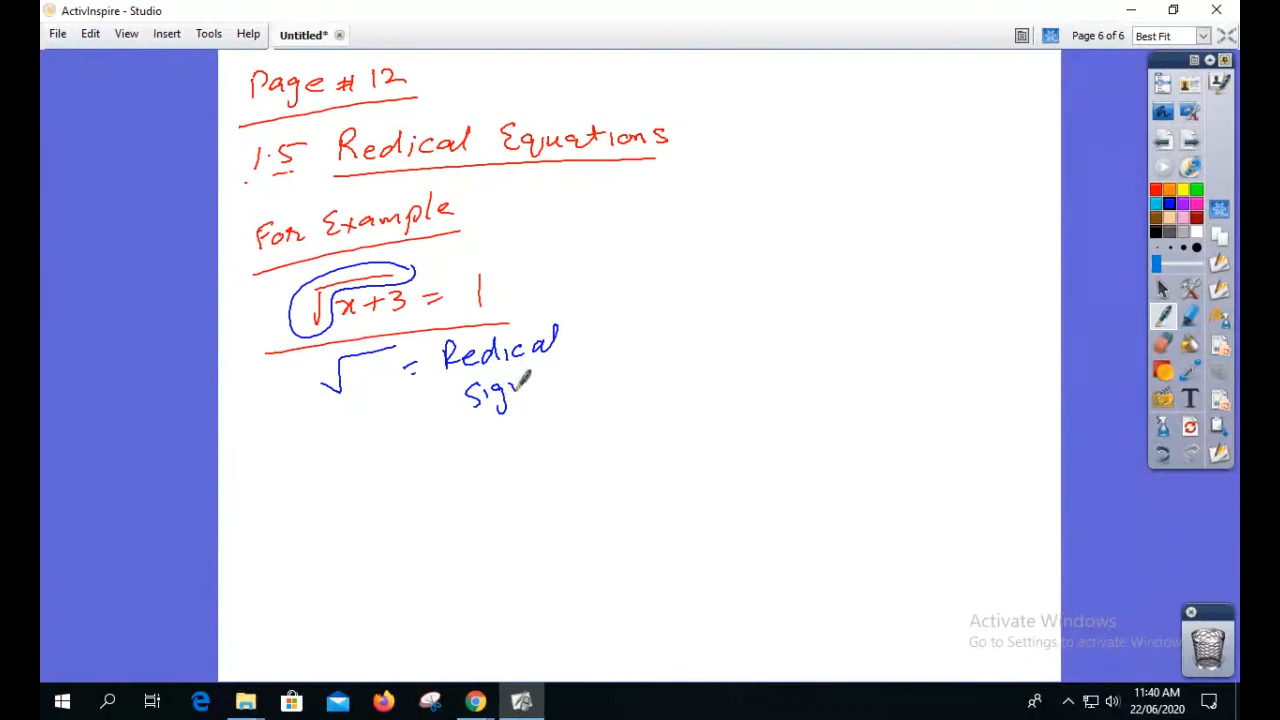 ActivInspire - Studio
File Edit View Insert Tools Help Untitled* Page 6 of 6 Best Fit
Page # 12
1.5 Redical Equations
For Example
√x+3 = 1
√ = Redical
Sign
Activate Windows
Go to Settings to activate Window
11:40 AM
22/06/2020